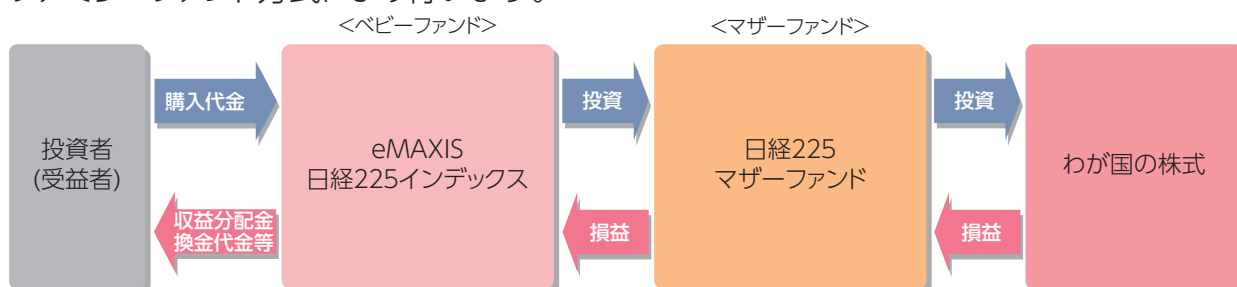 ＜ベビーファンド＞
＜マザーファンド＞
投資者
(受益者)
購入代金
収益分配金
換金代金等
eMAXIS
日経225インデックス
投資
損益
日経225
マザーファンド
投資
損益
わが国の株式